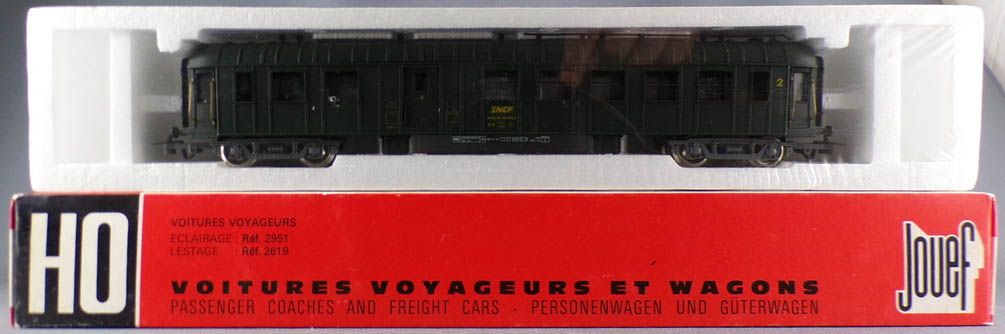 2
SNCF
HO
VOITURES VOYAGEURS
ECLAIRAGE : Réf. 2951
LESTAGE : Réf. 2619
VOITURES VOYAGEURS ET WAGONS
PASSENGER COACHES AND FREIGHT CARS - PERSONENWAGEN UND GÜTERWAGEN
Jouef